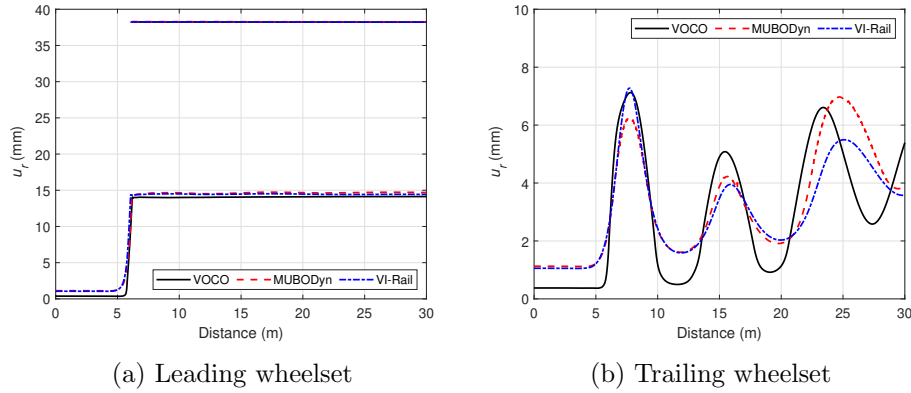 40
35
30
25
20
15
10
5
0
u_r (mm)
VOCO MUBODyn VI-Rail
0 5 10 15 20 25 30
Distance (m)
(a) Leading wheelset
10
8
6
4
2
0
u_r (mm)
VOCO MUBODyn VI-Rail
0 5 10 15 20 25 30
Distance (m)
(b) Trailing wheelset